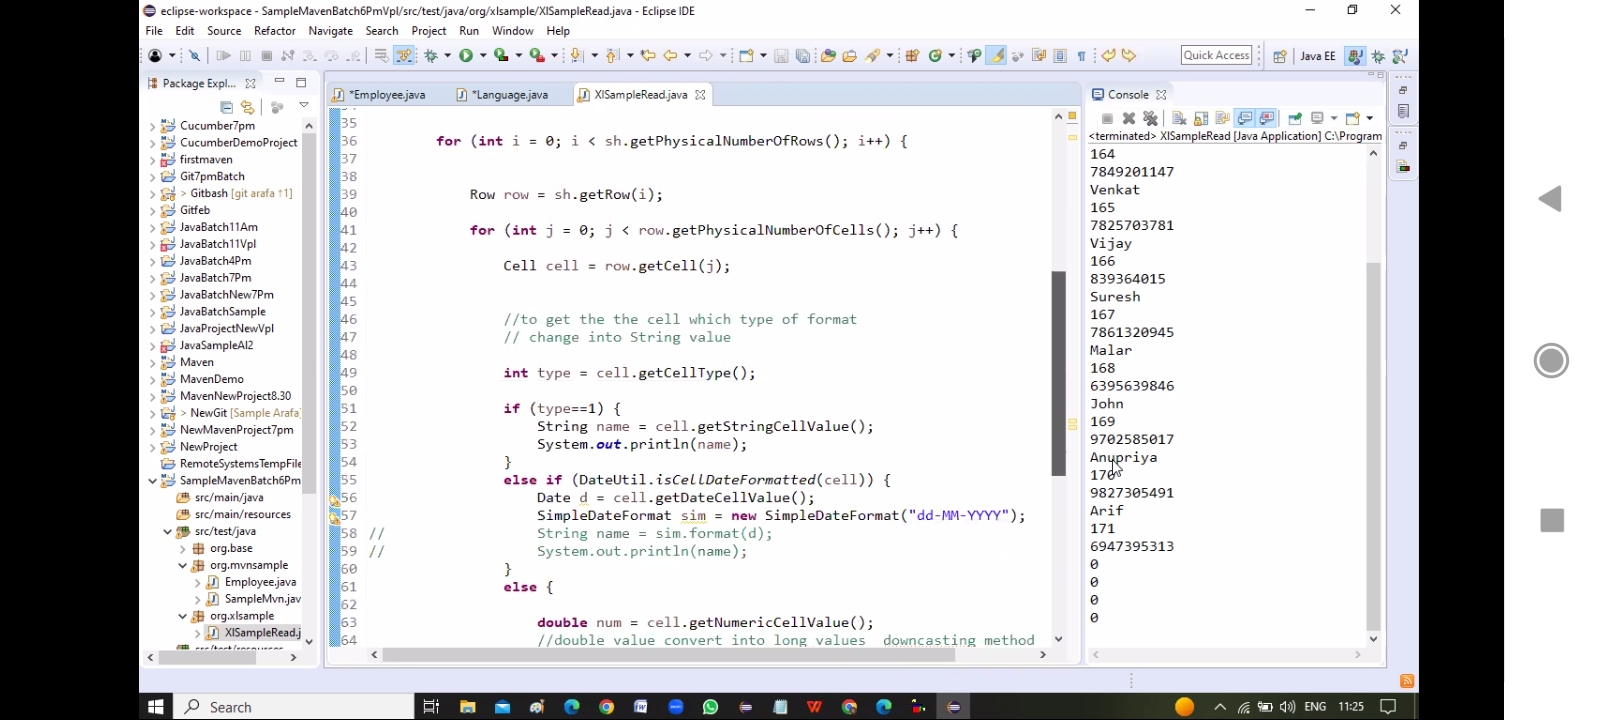 eclipse-workspace - SampleMavenBatch6PmVpl/src/test/java/org/xlsample/XlSampleRead.java - Eclipse IDE
File Edit Source Refactor Navigate Search Project Run Window Help
Quick Access
Java EE
Package Expl...
Cucumber7pm
CucumberDemoProject
firstmaven
Git7pmBatch
> Gitbash [git arafa ↑1]
Gitfeb
JavaBatch11Am
JavaBatch11Vpl
JavaBatch4Pm
JavaBatch7Pm
JavaBatchNew7Pm
JavaBatchSample
JavaProjectNewVpl
JavaSampleAl2
Maven
MavenDemo
MavenNewProject8.30
> NewGit [Sample Arafa
NewMavenProject7pm
NewProject
RemoteSystemsTempFile
SampleMavenBatch6Pm
src/main/java
src/main/resources
src/test/java
org.base
org.mvnsample
Employee.java
SampleMvn.jav
org.xlsample
XlSampleRead.j
src/test/resources
*Employee.java *Language.java XlSampleRead.java
35
36 for (int i = 0; i < sh.getPhysicalNumberOfRows(); i++) {
37
38
39 Row row = sh.getRow(i);
40
41 for (int j = 0; j < row.getPhysicalNumberOfCells(); j++) {
42
43 Cell cell = row.getCell(j);
44
45
46 //to get the the cell which type of format
47 // change into String value
48
49 int type = cell.getCellType();
50
51 if (type==1) {
52 String name = cell.getStringCellValue();
53 System.out.println(name);
54 }
55 else if (DateUtil.isCellDateFormatted(cell)) {
56 Date d = cell.getDateCellValue();
57 SimpleDateFormat sim = new SimpleDateFormat("dd-MM-YYYY");
58 // String name = sim.format(d);
59 // System.out.println(name);
60 }
61 else {
62
63 double num = cell.getNumericCellValue();
64 //double value convert into long values downcasting method
Console
<terminated> XlSampleRead [Java Application] C:\Program
164
7849201147
Venkat
165
7825703781
Vijay
166
839364015
Suresh
167
7861320945
Malar
168
6395639846
John
169
9702585017
Anupriya
170
9827305491
Arif
171
6947395313
0
0
0
0
Search
ENG 11:25